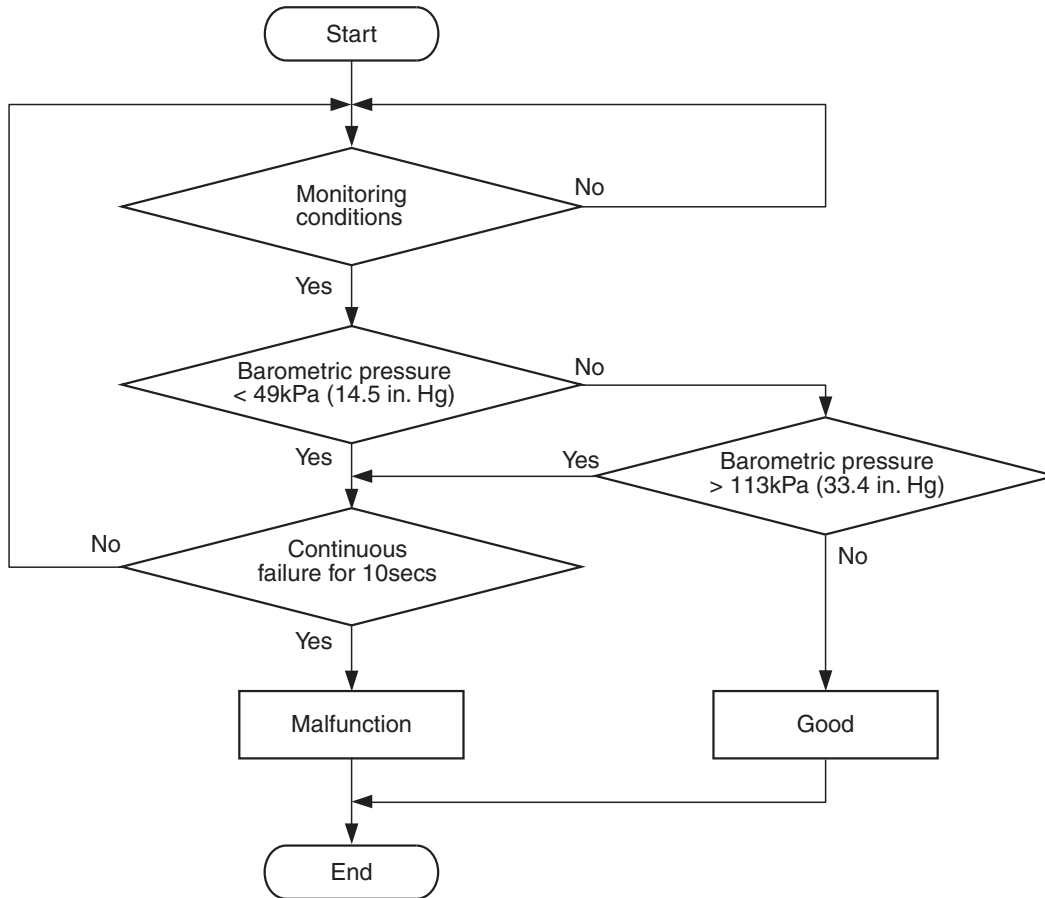 Start
Monitoring
conditions
No
Yes
Barometric pressure
< 49kPa (14.5 in. Hg)
No
Yes
Yes
Barometric pressure
> 113kPa (33.4 in. Hg)
No
Continuous
failure for 10secs
No
Yes
Malfunction
Good
End